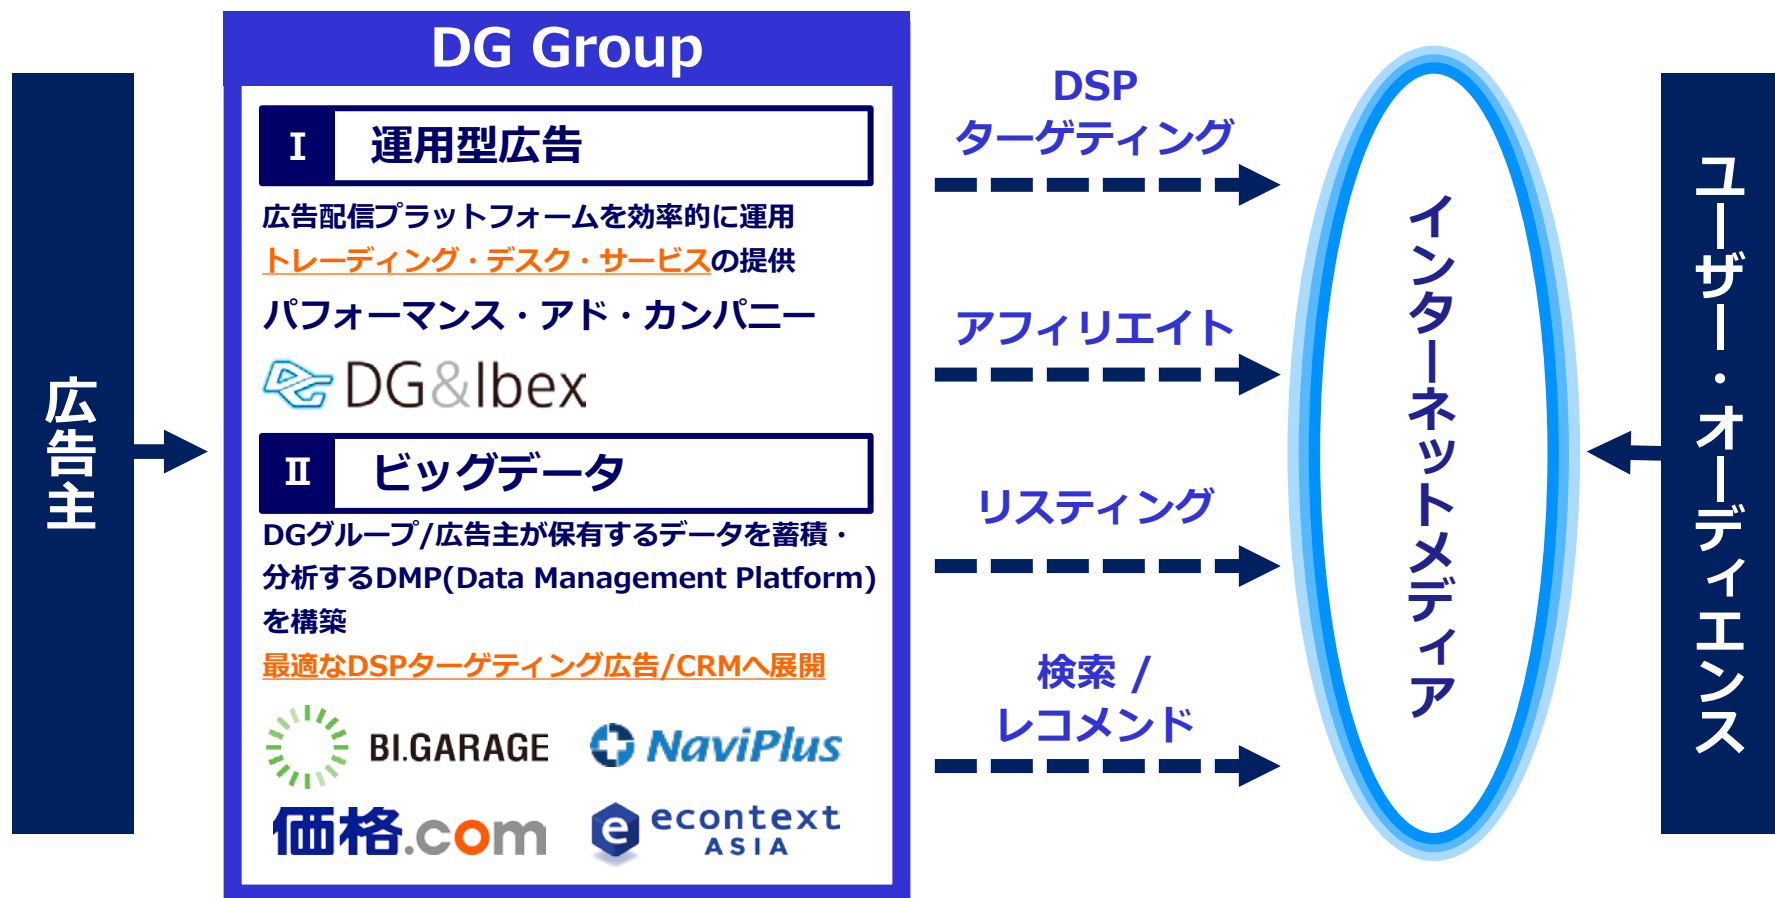 広告主
DG Group
Ⅰ 運用型広告
広告配信プラットフォームを効率的に運用
トレーディング・デスク・サービスの提供
パフォーマンス・アド・カンパニー
DG&Ibex
Ⅱ ビッグデータ
DGグループ/広告主が保有するデータを蓄積・
分析するDMP(Data Management Platform)
を構築
最適なDSPターゲティング広告/CRMへ展開
BI.GARAGE
NaviPlus
価格.com
e econtext
ASIA
DSP
ターゲティング
アフィリエイト
リスティング
検索 /
レコメンド
インターネットメディア
ユーザー・オーディエンス